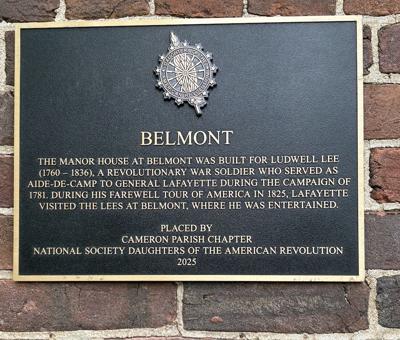 BELMONT
THE MANOR HOUSE AT BELMONT WAS BUILT FOR LUDWELL LEE
(1760 – 1836), A REVOLUTIONARY WAR SOLDIER WHO SERVED AS
AIDE-DE-CAMP TO GENERAL LAFAYETTE DURING THE CAMPAIGN OF
1781. DURING HIS FAREWELL TOUR OF AMERICA IN 1825, LAFAYETTE
VISITED THE LEES AT BELMONT, WHERE HE WAS ENTERTAINED.
PLACED BY
CAMERON PARISH CHAPTER
NATIONAL SOCIETY DAUGHTERS OF THE AMERICAN REVOLUTION
2025